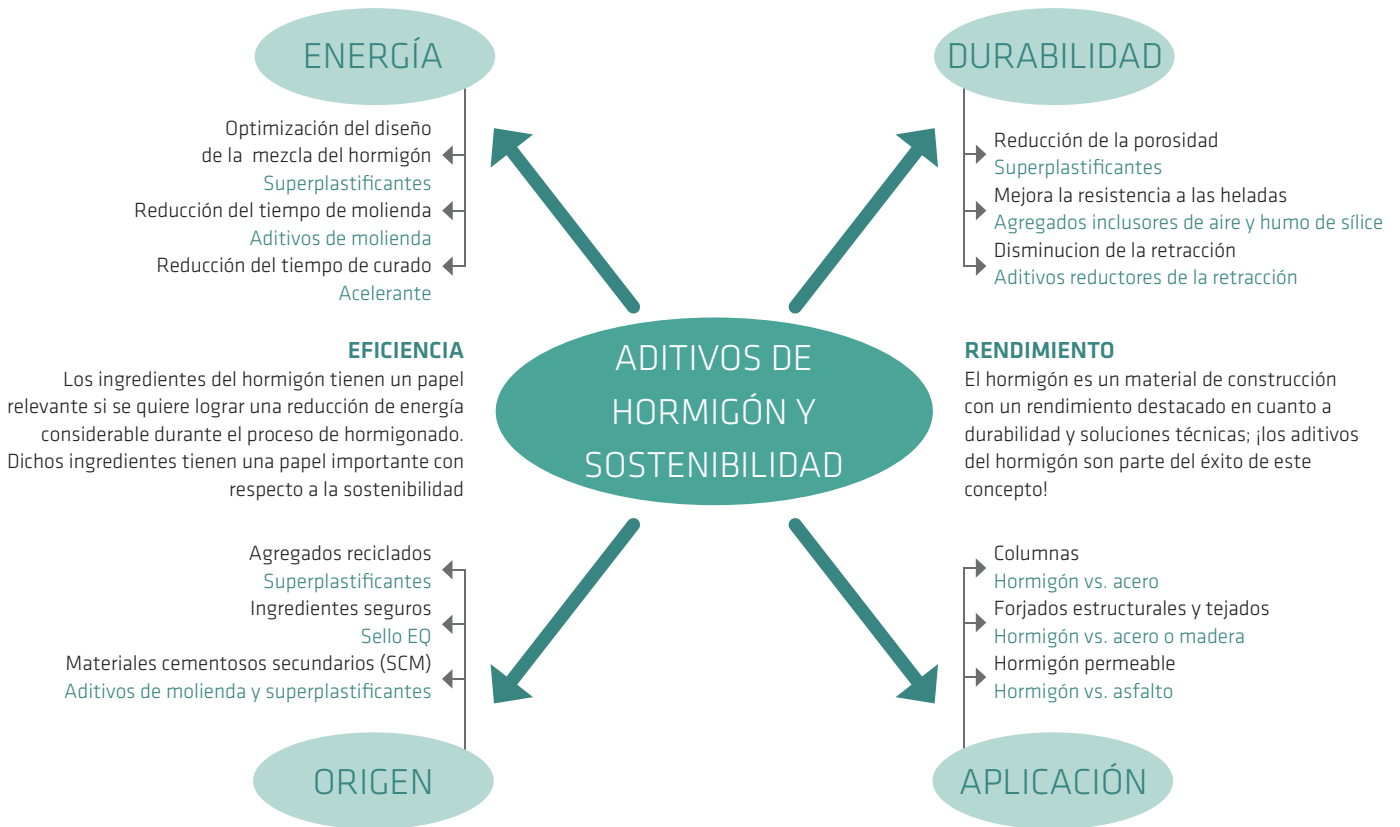 ENERGÍA
Optimización del diseño
de la mezcla del hormigón
Superplastificantes
Reducción del tiempo de molienda
Aditivos de molienda
Reducción del tiempo de curado
Acelerante
DURABILIDAD
Reducción de la porosidad
Superplastificantes
Mejora la resistencia a las heladas
Agregados inclusores de aire y humo de sílice
Disminucion de la retracción
Aditivos reductores de la retracción
EFICIENCIA
Los ingredientes del hormigón tienen un papel
relevante si se quiere lograr una reducción de energía
considerable durante el proceso de hormigonado.
Dichos ingredientes tienen una papel importante con
respecto a la sostenibilidad
ADITIVOS DE
HORMIGÓN Y
SOSTENIBILIDAD
RENDIMIENTO
El hormigón es un material de construcción
con un rendimiento destacado en cuanto a
durabilidad y soluciones técnicas; ¡los aditivos
del hormigón son parte del éxito de este
concepto!
Agregados reciclados
Superplastificantes
Ingredientes seguros
Sello EQ
Materiales cementosos secundarios (SCM)
Aditivos de molienda y superplastificantes
ORIGEN
Columnas
Hormigón vs. acero
Forjados estructurales y tejados
Hormigón vs. acero o madera
Hormigón permeable
Hormigón vs. asfalto
APLICACIÓN